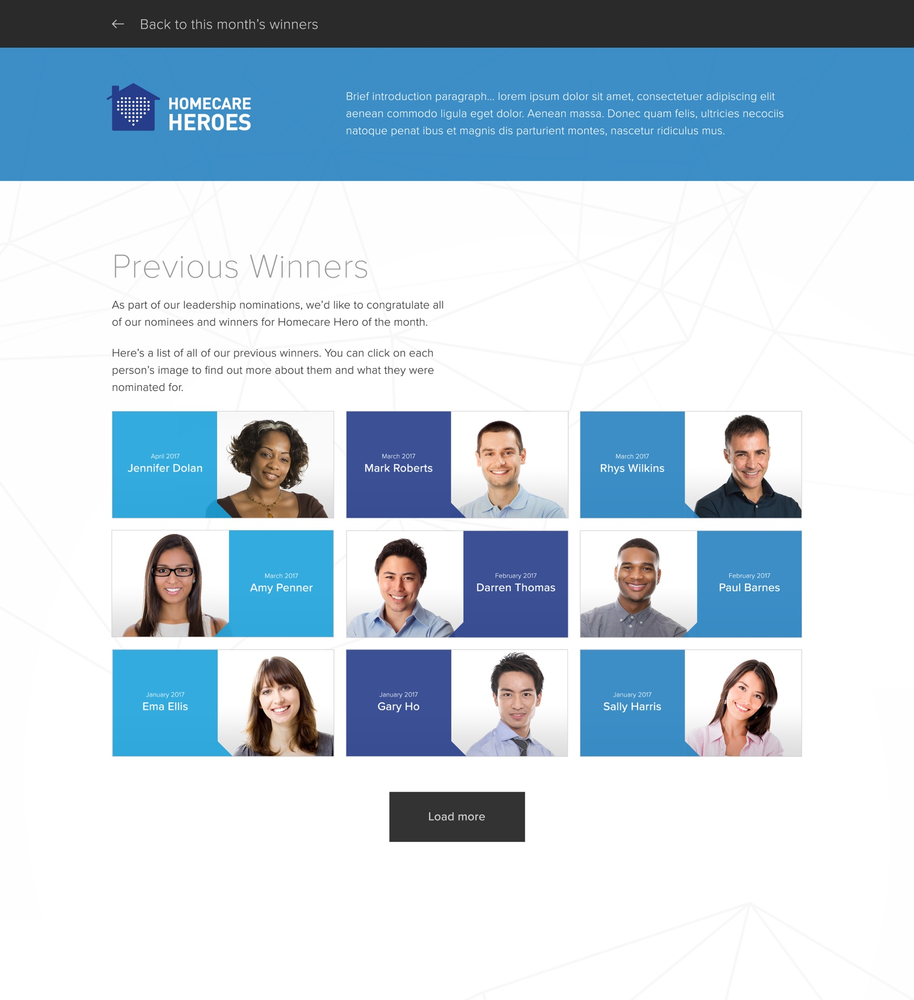 Back to this month’s winners
HOMECARE
HEROES
Brief introduction paragraph... lorem ipsum dolor sit amet, consectetuer adipiscing elit
aenean commodo ligula eget dolor. Aenean massa. Donec quam felis, ultricies necociis
natoque penat ibus et magnis dis parturient montes, nascetur ridiculus mus.
Previous Winners
As part of our leadership nominations, we’d like to congratulate all
of our nominees and winners for Homecare Hero of the month.
Here’s a list of all of our previous winners. You can click on each
person’s image to find out more about them and what they were
nominated for.
April 2017
Jennifer Dolan
March 2017
Mark Roberts
March 2017
Rhys Wilkins
March 2017
Amy Penner
February 2017
Darren Thomas
February 2017
Paul Barnes
January 2017
Ema Ellis
January 2017
Gary Ho
January 2017
Sally Harris
Load more